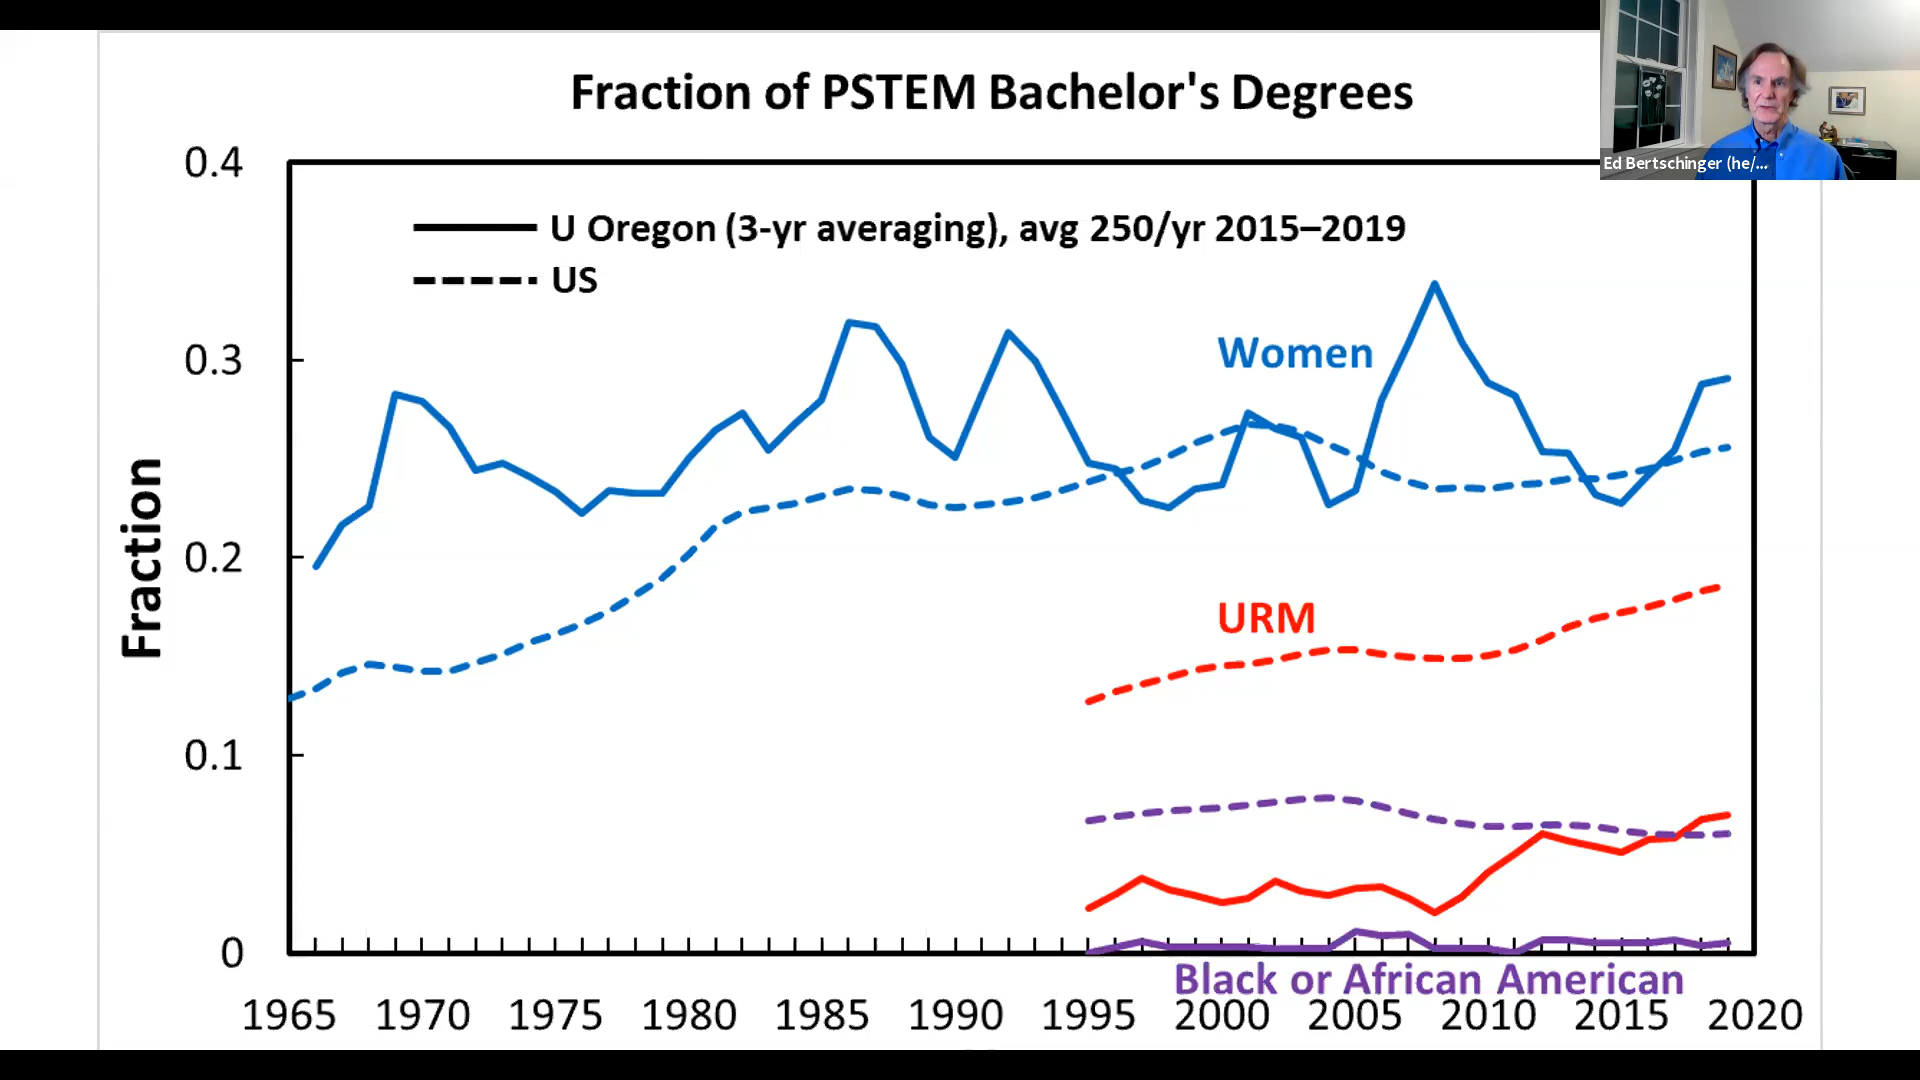 Fraction of PSTEM Bachelor's Degrees
Ed Bertschinger (he/...
0.4
U Oregon (3-yr averaging), avg 250/yr 2015–2019
US
Women
0.3
Fraction
0.2
URM
0.1
0
Black or African American
1965 1970 1975 1980 1985 1990 1995 2000 2005 2010 2015 2020